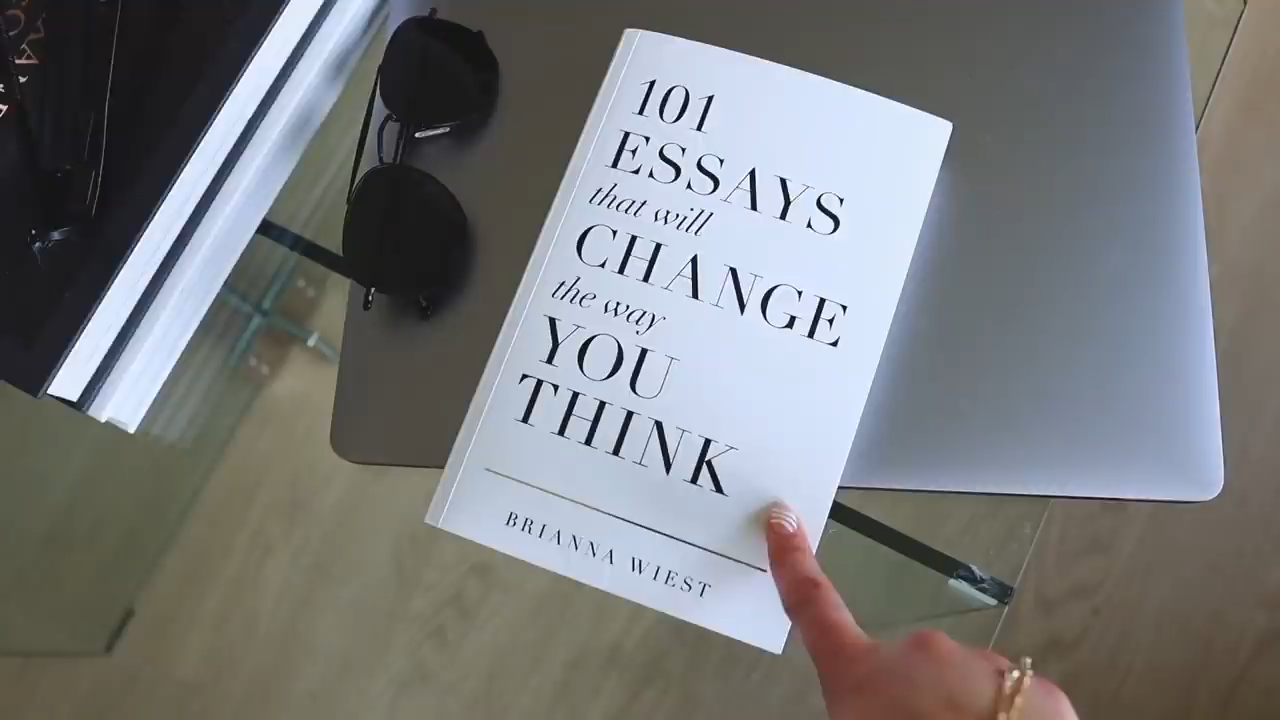 101
ESSAYS
that will
CHANGE
the way
YOU
THINK
BRIANNA WIEST